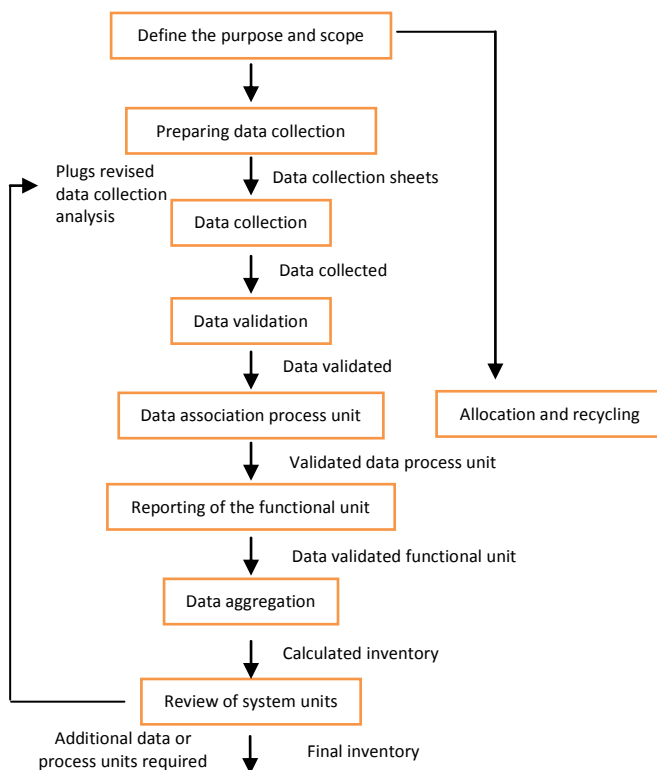 Define the purpose and scope
Preparing data collection
Plugs revised
data collection
analysis
Data collection sheets
Data collection
Data collected
Data validation
Data validated
Data association process unit
Allocation and recycling
Validated data process unit
Reporting of the functional unit
Data validated functional unit
Data aggregation
Calculated inventory
Review of system units
Additional data or
process units required
Final inventory